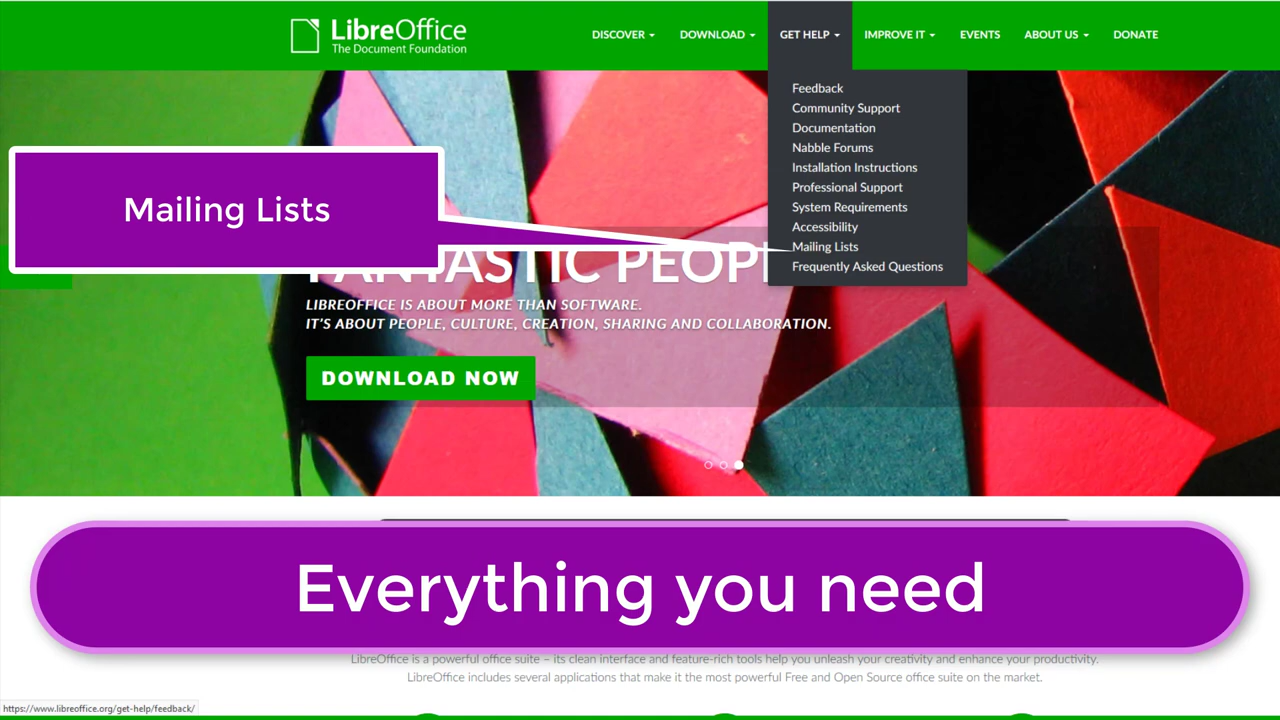 LibreOffice
The Document Foundation
DISCOVER
DOWNLOAD
GET HELP
IMPROVE IT
EVENTS
ABOUT US
DONATE
Feedback
Community Support
Documentation
Nabble Forums
Installation Instructions
Professional Support
System Requirements
Accessibility
Mailing Lists
Frequently Asked Questions
Mailing Lists
FANTASTIC PEOPL
LIBREOFFICE IS ABOUT MORE THAN SOFTWARE.
IT'S ABOUT PEOPLE, CULTURE, CREATION, SHARING AND COLLABORATION.
DOWNLOAD NOW
Everything you need
LibreOffice is a powerful office suite – its clean interface and feature-rich tools help you unleash your creativity and enhance your productivity.
LibreOffice includes several applications that make it the most powerful Free and Open Source office suite on the market.
https://www.libreoffice.org/get-help/feedback/